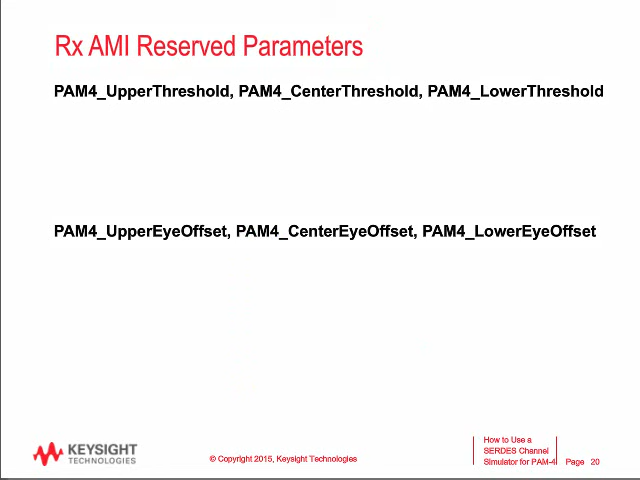 Rx AMI Reserved Parameters
PAM4_UpperThreshold, PAM4_CenterThreshold, PAM4_LowerThreshold
PAM4_UpperEyeOffset, PAM4_CenterEyeOffset, PAM4_LowerEyeOffset
KEYSIGHT
TECHNOLOGIES
© Copyright 2015, Keysight Technologies
How to Use a
SERDES Channel
Simulator for PAM-4
Page 20